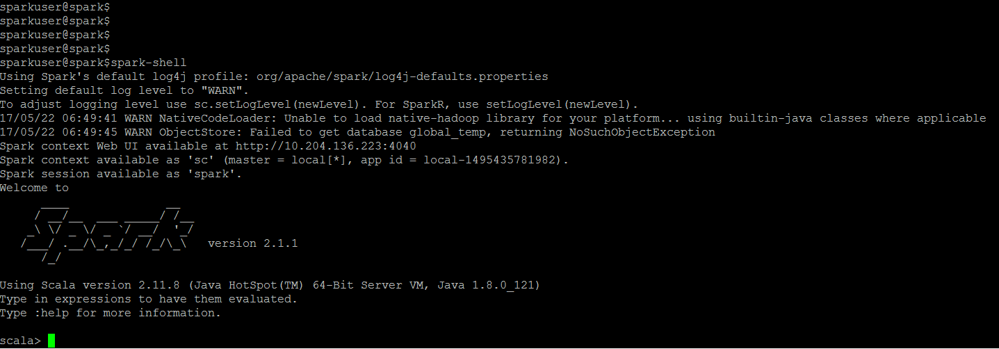 sparkuser@spark$
sparkuser@spark$
sparkuser@spark$
sparkuser@spark$
sparkuser@spark$spark-shell
Using Spark's default log4j profile: org/apache/spark/log4j-defaults.properties
Setting default log level to "WARN".
To adjust logging level use sc.setLogLevel(newLevel). For SparkR, use setLogLevel(newLevel).
17/05/22 06:49:41 WARN NativeCodeLoader: Unable to load native-hadoop library for your platform... using builtin-java classes where applicable
17/05/22 06:49:45 WARN ObjectStore: Failed to get database global_temp, returning NoSuchObjectException
Spark context Web UI available at http://10.204.136.223:4040
Spark context available as 'sc' (master = local[*], app id = local-1495435781982).
Spark session available as 'spark'.
Welcome to
      ____              __
     / __/__  ___ _____/ /__
    _\ \/ _ \/ _ `/ __/  '_/
   /___/ .__/\_,_/_/ /_/\_\   version 2.1.1
      /_/
Using Scala version 2.11.8 (Java HotSpot(TM) 64-Bit Server VM, Java 1.8.0_121)
Type in expressions to have them evaluated.
Type :help for more information.
scala>